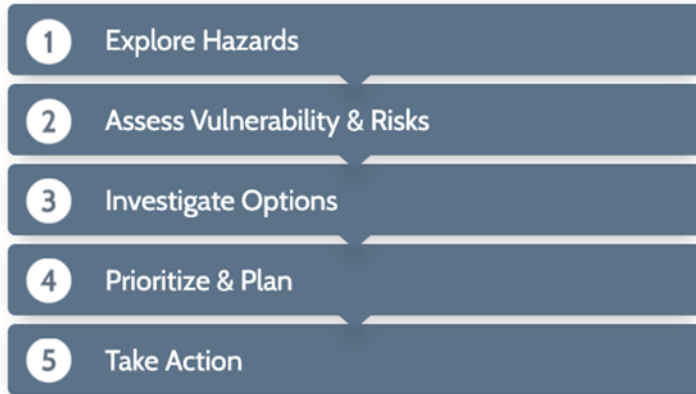 1 Explore Hazards
2 Assess Vulnerability & Risks
3 Investigate Options
4 Prioritize & Plan
5 Take Action